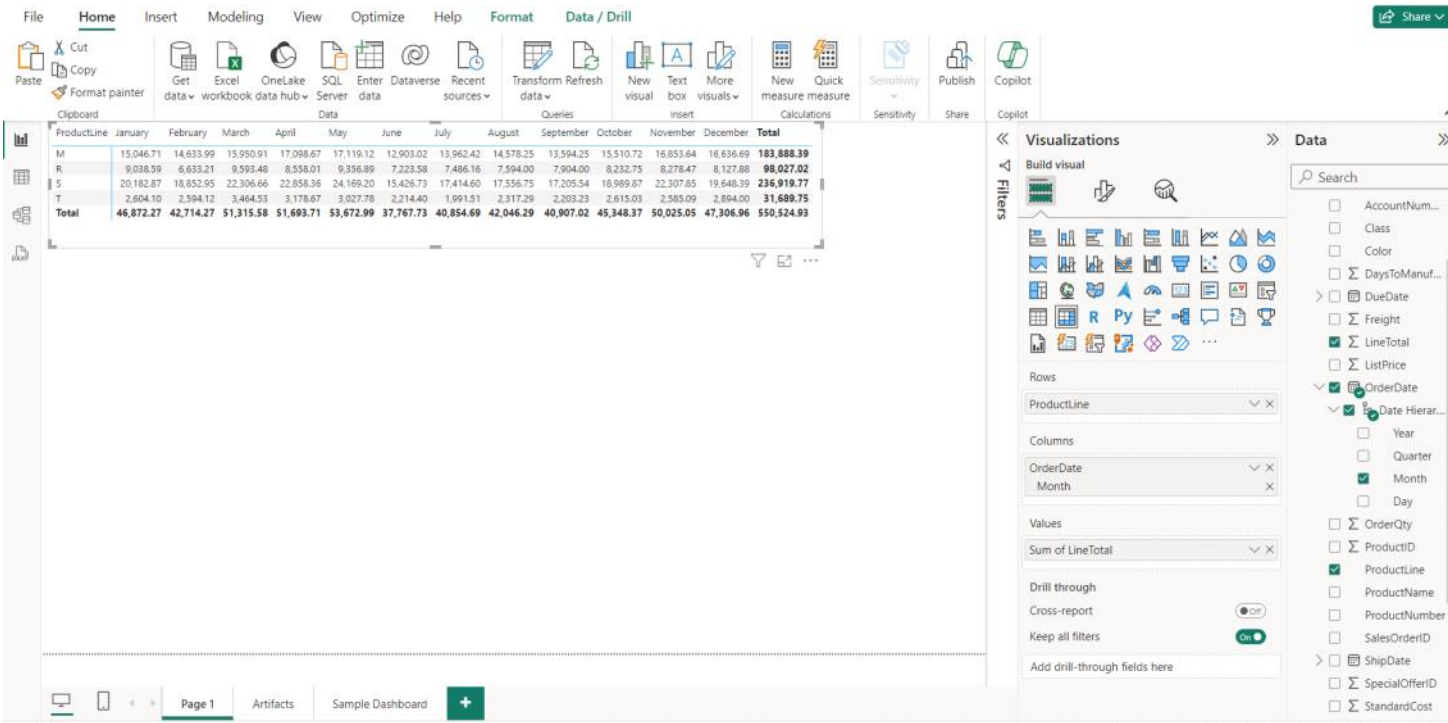 File Home Insert Modeling View Optimize Help Format Data / Drill Share
Paste Cut Copy Format painter
Get data Excel workbook OneLake data hub SQL Server Enter data Dataverse Recent sources Transform data Refresh New visual Text box More visuals New measure Quick measure Sensitivity Publish Copilot
Clipboard Data Queries Insert Calculations Sensitivity Share Copilot
ProductLine January February March April May June July August September October November December Total
M 15,046.71 14,633.99 15,950.91 17,098.67 17,119.12 12,903.02 13,962.42 14,578.25 13,594.25 15,510.72 16,853.64 16,636.69 183,888.39
R 9,038.59 6,633.21 9,593.48 8,558.01 9,356.89 7,223.58 7,486.16 7,594.00 7,904.00 8,232.75 8,278.47 8,127.88 98,027.02
S 20,182.87 18,852.95 22,306.66 22,858.36 24,169.20 15,426.73 17,414.60 17,556.75 17,205.54 18,989.87 22,307.85 19,648.39 236,919.77
T 2,604.10 2,594.12 3,464.53 3,178.67 3,027.78 2,214.40 1,991.51 2,317.29 2,203.23 2,615.03 2,585.09 2,894.00 31,689.75
Total 46,872.27 42,714.27 51,315.58 51,693.71 53,672.99 37,767.73 40,854.69 42,046.29 40,907.02 45,348.37 50,025.05 47,306.96 550,524.93
Filters
Visualizations
Build visual
R Py
Rows
ProductLine
Columns
OrderDate
Month
Values
Sum of LineTotal
Drill through
Cross-report Off
Keep all filters On
Add drill-through fields here
Data
Search
AccountNum...
Class
Color
DaysToManuf...
DueDate
Freight
LineTotal
ListPrice
OrderDate
Date Hierar...
Year
Quarter
Month
Day
OrderQty
ProductID
ProductLine
ProductName
ProductNumber
SalesOrderID
ShipDate
SpecialOfferID
StandardCost
Page 1 Artifacts Sample Dashboard